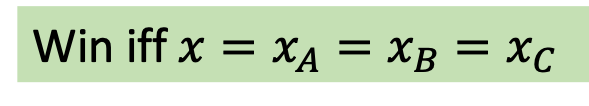 Win iff x = x_A = x_B = x_C